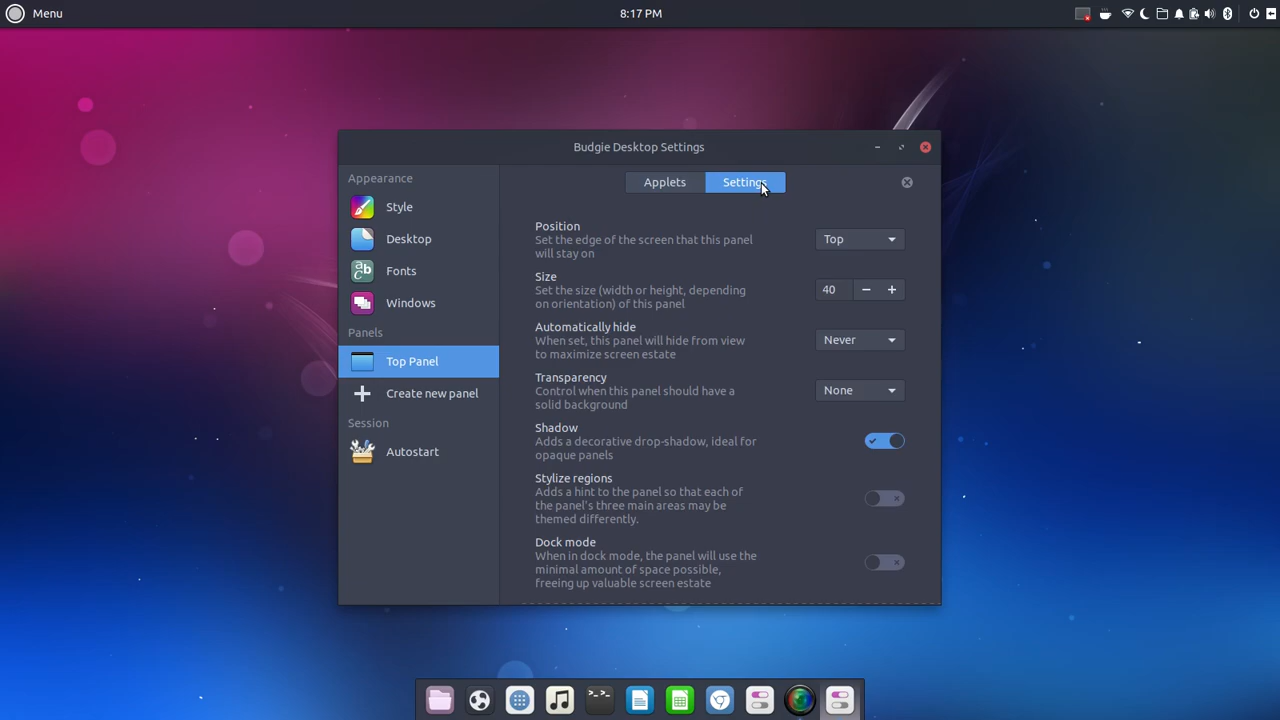 Menu
8:17 PM
Budgie Desktop Settings
Appearance
Style
Desktop
Fonts
Windows
Panels
Top Panel
Create new panel
Session
Autostart
Applets
Settings
Position
Set the edge of the screen that this panel
will stay on
Top
Size
Set the size (width or height, depending
on orientation) of this panel
40
Automatically hide
When set, this panel will hide from view
to maximize screen estate
Never
Transparency
Control when this panel should have a
solid background
None
Shadow
Adds a decorative drop-shadow, ideal for
opaque panels
Stylize regions
Adds a hint to the panel so that each of
the panel's three main areas may be
themed differently.
Dock mode
When in dock mode, the panel will use the
minimal amount of space possible,
freeing up valuable screen estate
abc
>-->